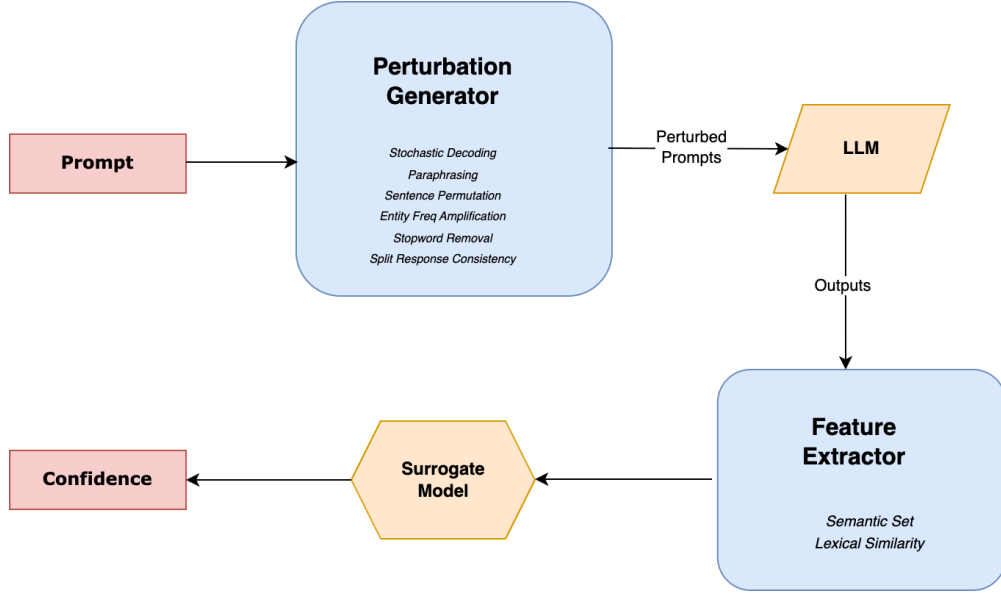 Prompt
Perturbation
Generator
Stochastic Decoding
Paraphrasing
Sentence Permutation
Entity Freq Amplification
Stopword Removal
Split Response Consistency
Perturbed
Prompts
LLM
Outputs
Feature
Extractor
Semantic Set
Lexical Similarity
Surrogate
Model
Confidence